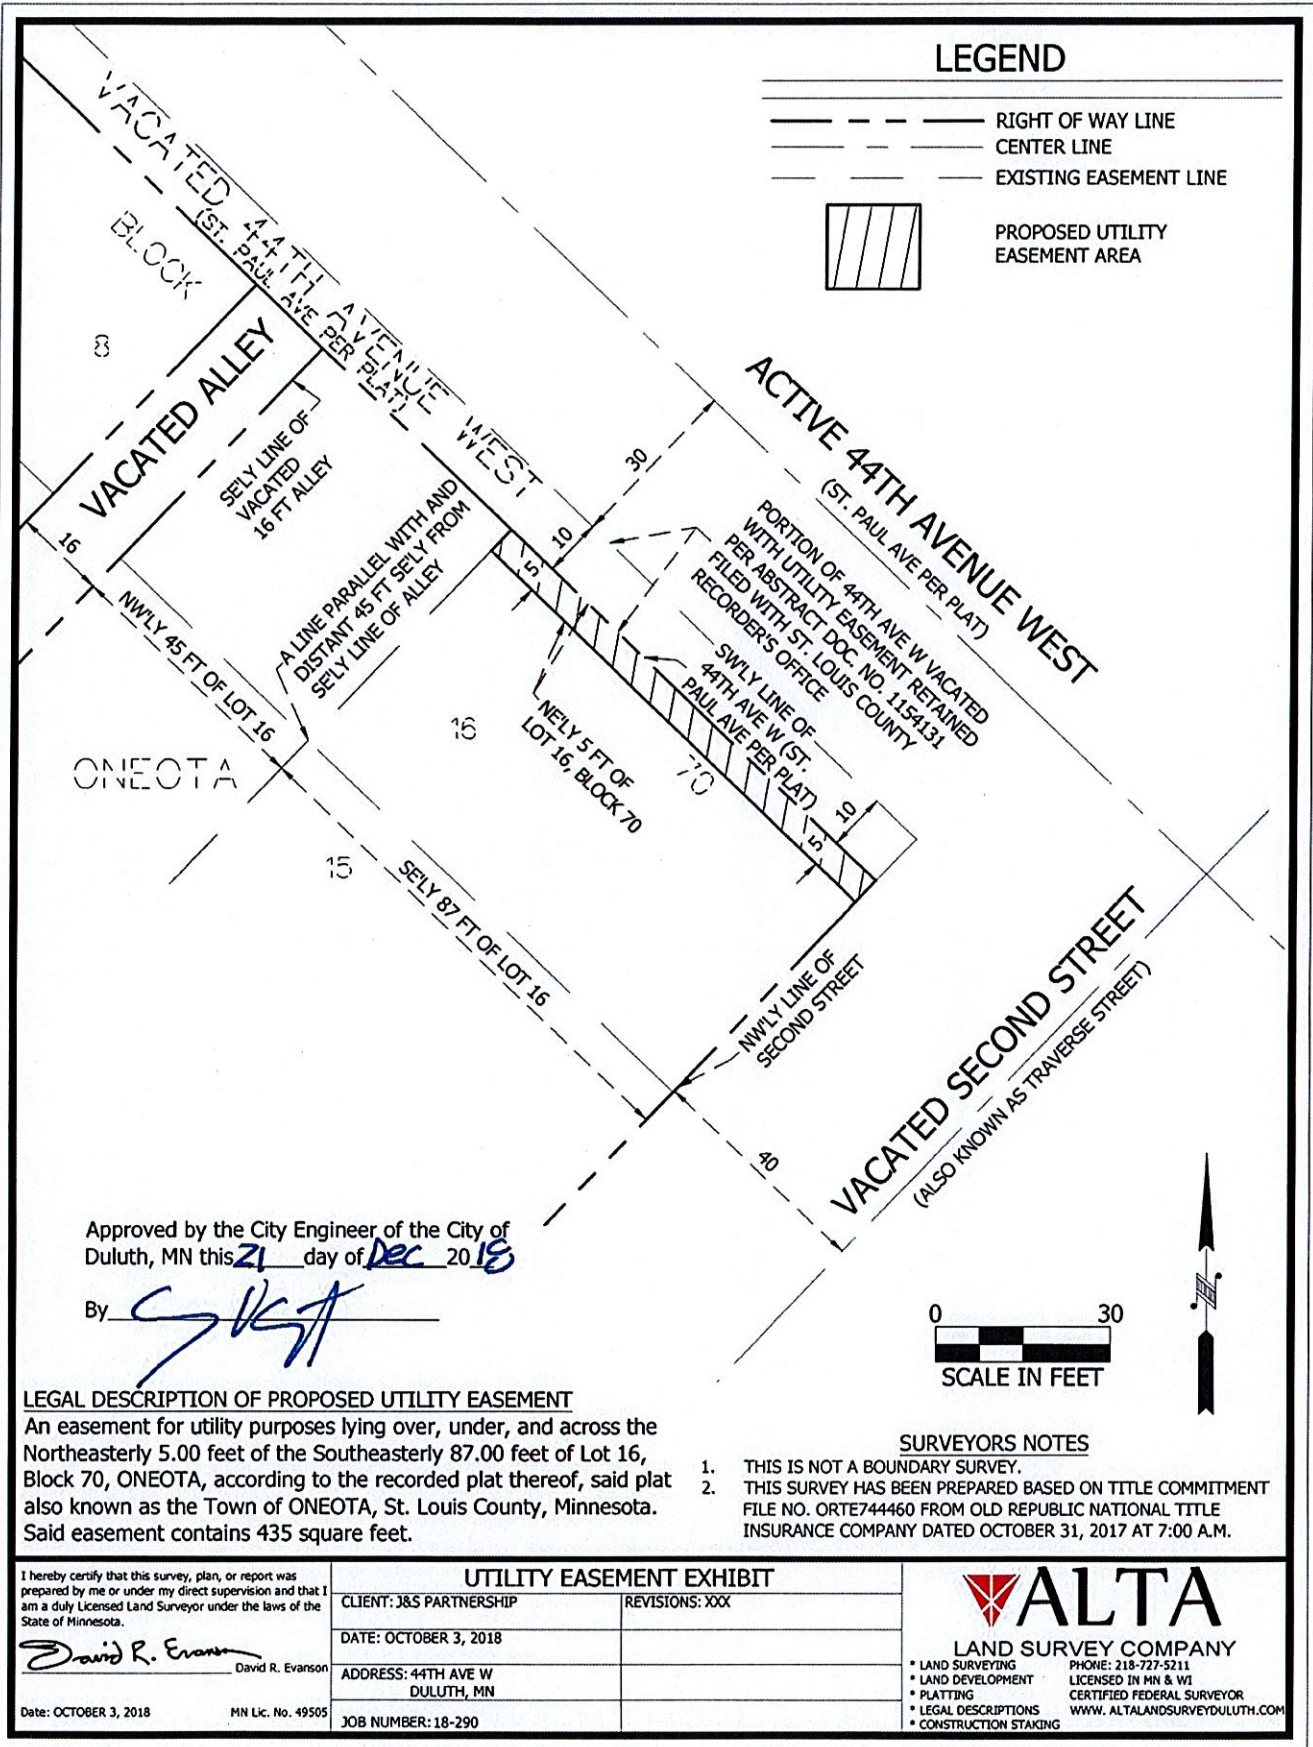 LEGEND
RIGHT OF WAY LINE
CENTER LINE
EXISTING EASEMENT LINE
PROPOSED UTILITY
EASEMENT AREA
VACATED 44TH AVENUE WEST
(ST. PAUL AVE PER PLAT)
BLOCK
8
VACATED ALLEY
SE'LY LINE OF
VACATED
16 FT ALLEY
16
NW'LY 45 FT OF LOT 16
A LINE PARALLEL WITH AND
DISTANT 45 FT SE'LY FROM
SE'LY LINE OF ALLEY
30
10
5
ACTIVE 44TH AVENUE WEST
(ST. PAUL AVE PER PLAT)
PORTION OF 44TH AVE W VACATED
WITH UTILITY EASEMENT RETAINED
PER ABSTRACT DOC. NO. 1154131
FILED WITH ST. LOUIS COUNTY
RECORDER'S OFFICE
SW'LY LINE OF
44TH AVE W (ST.
PAUL AVE PER PLAT)
NE'LY 5 FT OF
LOT 16, BLOCK 70
16
70
10
5
ONEOTA
15
SE'LY 87 FT OF LOT 16
NW'LY LINE OF
SECOND STREET
40
VACATED SECOND STREET
(ALSO KNOWN AS TRAVERSE STREET)
Approved by the City Engineer of the City of
Duluth, MN this 21 day of Dec 2018
By
0 30
SCALE IN FEET
LEGAL DESCRIPTION OF PROPOSED UTILITY EASEMENT
An easement for utility purposes lying over, under, and across the
Northeasterly 5.00 feet of the Southeasterly 87.00 feet of Lot 16,
Block 70, ONEOTA, according to the recorded plat thereof, said plat
also known as the Town of ONEOTA, St. Louis County, Minnesota.
Said easement contains 435 square feet.
SURVEYORS NOTES
1. THIS IS NOT A BOUNDARY SURVEY.
2. THIS SURVEY HAS BEEN PREPARED BASED ON TITLE COMMITMENT
FILE NO. ORTE744460 FROM OLD REPUBLIC NATIONAL TITLE
INSURANCE COMPANY DATED OCTOBER 31, 2017 AT 7:00 A.M.
I hereby certify that this survey, plan, or report was
prepared by me or under my direct supervision and that I
am a duly Licensed Land Surveyor under the laws of the
State of Minnesota.
David R. Evanson
David R. Evanson
Date: OCTOBER 3, 2018 MN Lic. No. 49505
UTILITY EASEMENT EXHIBIT
CLIENT: J&S PARTNERSHIP
REVISIONS: XXX
DATE: OCTOBER 3, 2018
ADDRESS: 44TH AVE W
DULUTH, MN
JOB NUMBER: 18-290
ALTA
LAND SURVEY COMPANY
* LAND SURVEYING
* LAND DEVELOPMENT
* PLATTING
* LEGAL DESCRIPTIONS
* CONSTRUCTION STAKING
PHONE: 218-727-5211
LICENSED IN MN & WI
CERTIFIED FEDERAL SURVEYOR
WWW. ALTALANDSURVEYDULUTH.COM